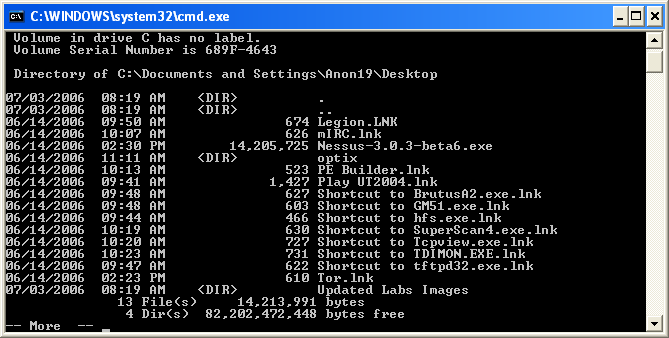 C:\WINDOWS\system32\cmd.exe
Volume in drive C has no label.
Volume Serial Number is 689F-4643
Directory of C:\Documents and Settings\Anon19\Desktop
07/03/2006  08:19 AM    <DIR>          .
07/03/2006  08:19 AM    <DIR>          ..
06/14/2006  09:50 AM               674 Legion.LNK
06/14/2006  10:07 AM               626 mIRC.lnk
06/14/2006  02:30 PM        14,205,725 Nessus-3.0.3-beta6.exe
06/14/2006  11:11 AM    <DIR>          optix
06/14/2006  10:13 AM               523 PE Builder.lnk
06/14/2006  09:41 AM             1,427 Play UT2004.lnk
06/14/2006  09:48 AM               627 Shortcut to BrutusA2.exe.lnk
06/14/2006  09:48 AM               603 Shortcut to GM51.exe.lnk
06/14/2006  09:44 AM               466 Shortcut to hfs.exe.lnk
06/14/2006  10:19 AM               630 Shortcut to SuperScan4.exe.lnk
06/14/2006  10:20 AM               727 Shortcut to Tcpview.exe.lnk
06/14/2006  10:23 AM               731 Shortcut to TDIMON.EXE.lnk
06/14/2006  09:47 AM               622 Shortcut to tftpd32.exe.lnk
06/14/2006  02:23 PM               610 Tor.lnk
07/03/2006  08:19 AM    <DIR>          Updated Labs Images
13 File(s)     14,213,991 bytes
4 Dir(s)  82,202,472,448 bytes free
-- More  --